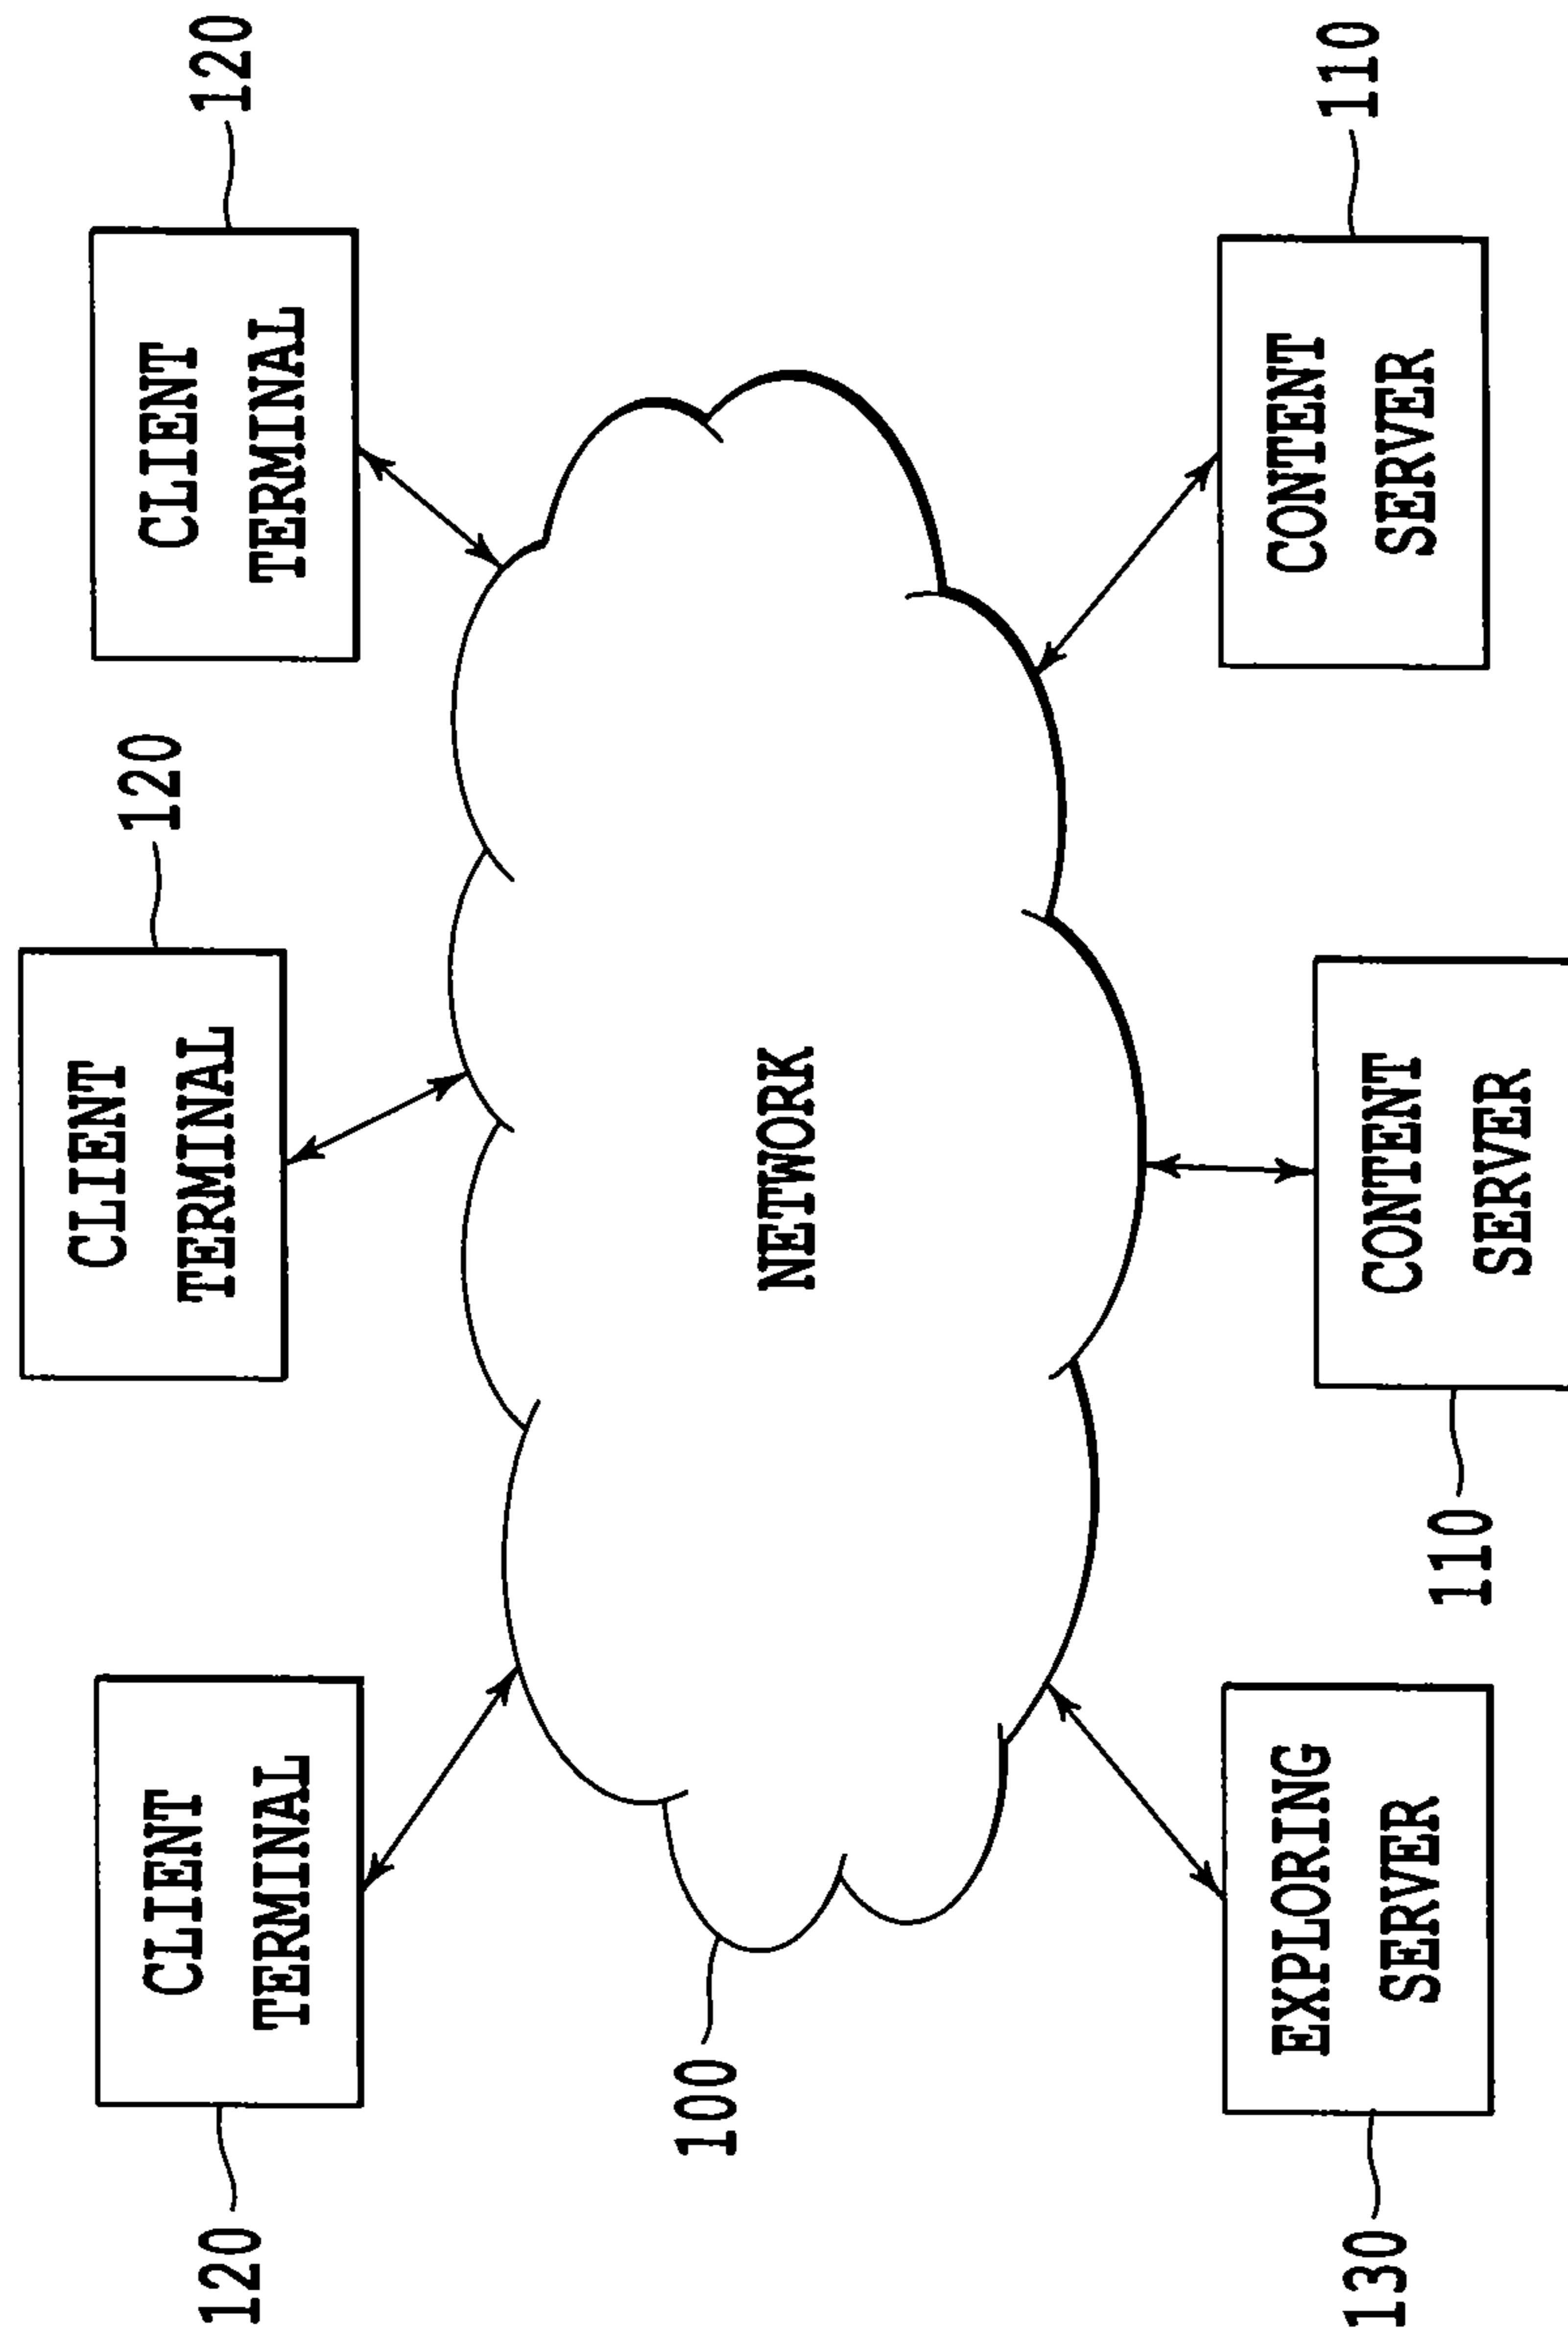 120
CLIENT
TERMINAL
120
CLIENT
TERMINAL
120
CLIENT
TERMINAL
100
NETWORK
130
EXPLORING
SERVER
110
CONTENT
SERVER
110
CONTENT
SERVER